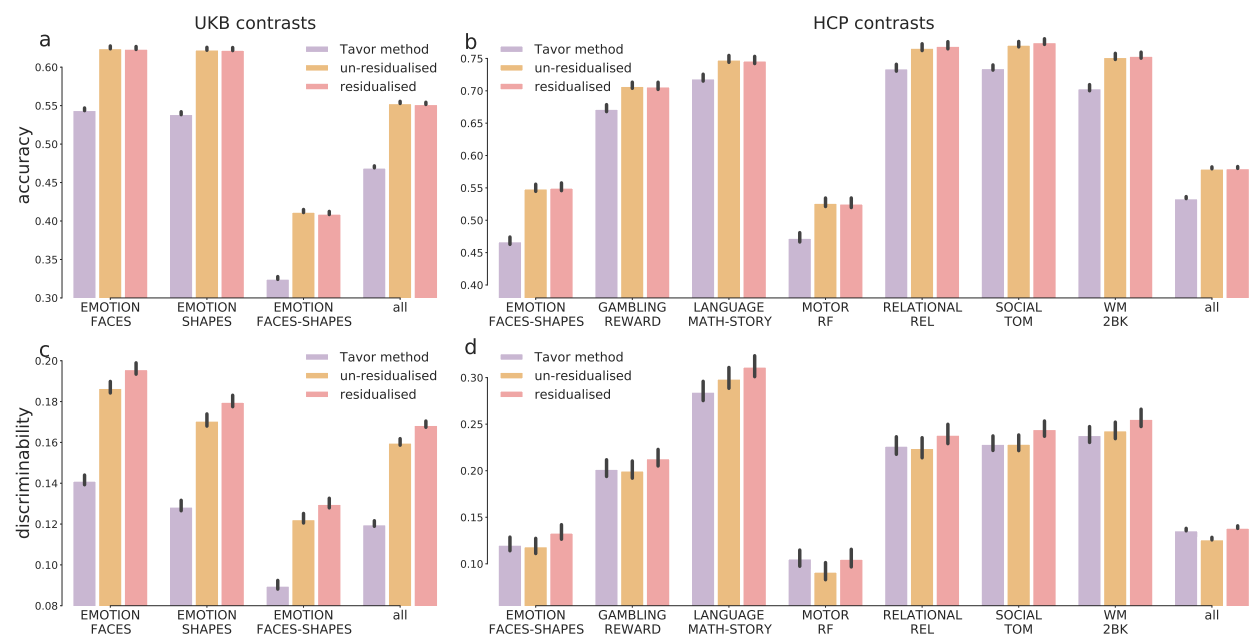 UKB contrasts
HCP contrasts
a
Tavor method
un-residualised
residualised
accuracy
0.60
0.55
0.50
0.45
0.40
0.35
0.30
EMOTION
FACES
EMOTION
SHAPES
EMOTION
FACES-SHAPES
all
b
Tavor method
un-residualised
residualised
0.75
0.70
0.65
0.60
0.55
0.50
0.45
0.40
EMOTION
FACES-SHAPES
GAMBLING
REWARD
LANGUAGE
MATH-STORY
MOTOR
RF
RELATIONAL
REL
SOCIAL
TOM
WM
2BK
all
c
Tavor method
un-residualised
residualised
discriminability
0.20
0.18
0.16
0.14
0.12
0.10
0.08
EMOTION
FACES
EMOTION
SHAPES
EMOTION
FACES-SHAPES
all
d
Tavor method
un-residualised
residualised
0.30
0.25
0.20
0.15
0.10
EMOTION
FACES-SHAPES
GAMBLING
REWARD
LANGUAGE
MATH-STORY
MOTOR
RF
RELATIONAL
REL
SOCIAL
TOM
WM
2BK
all